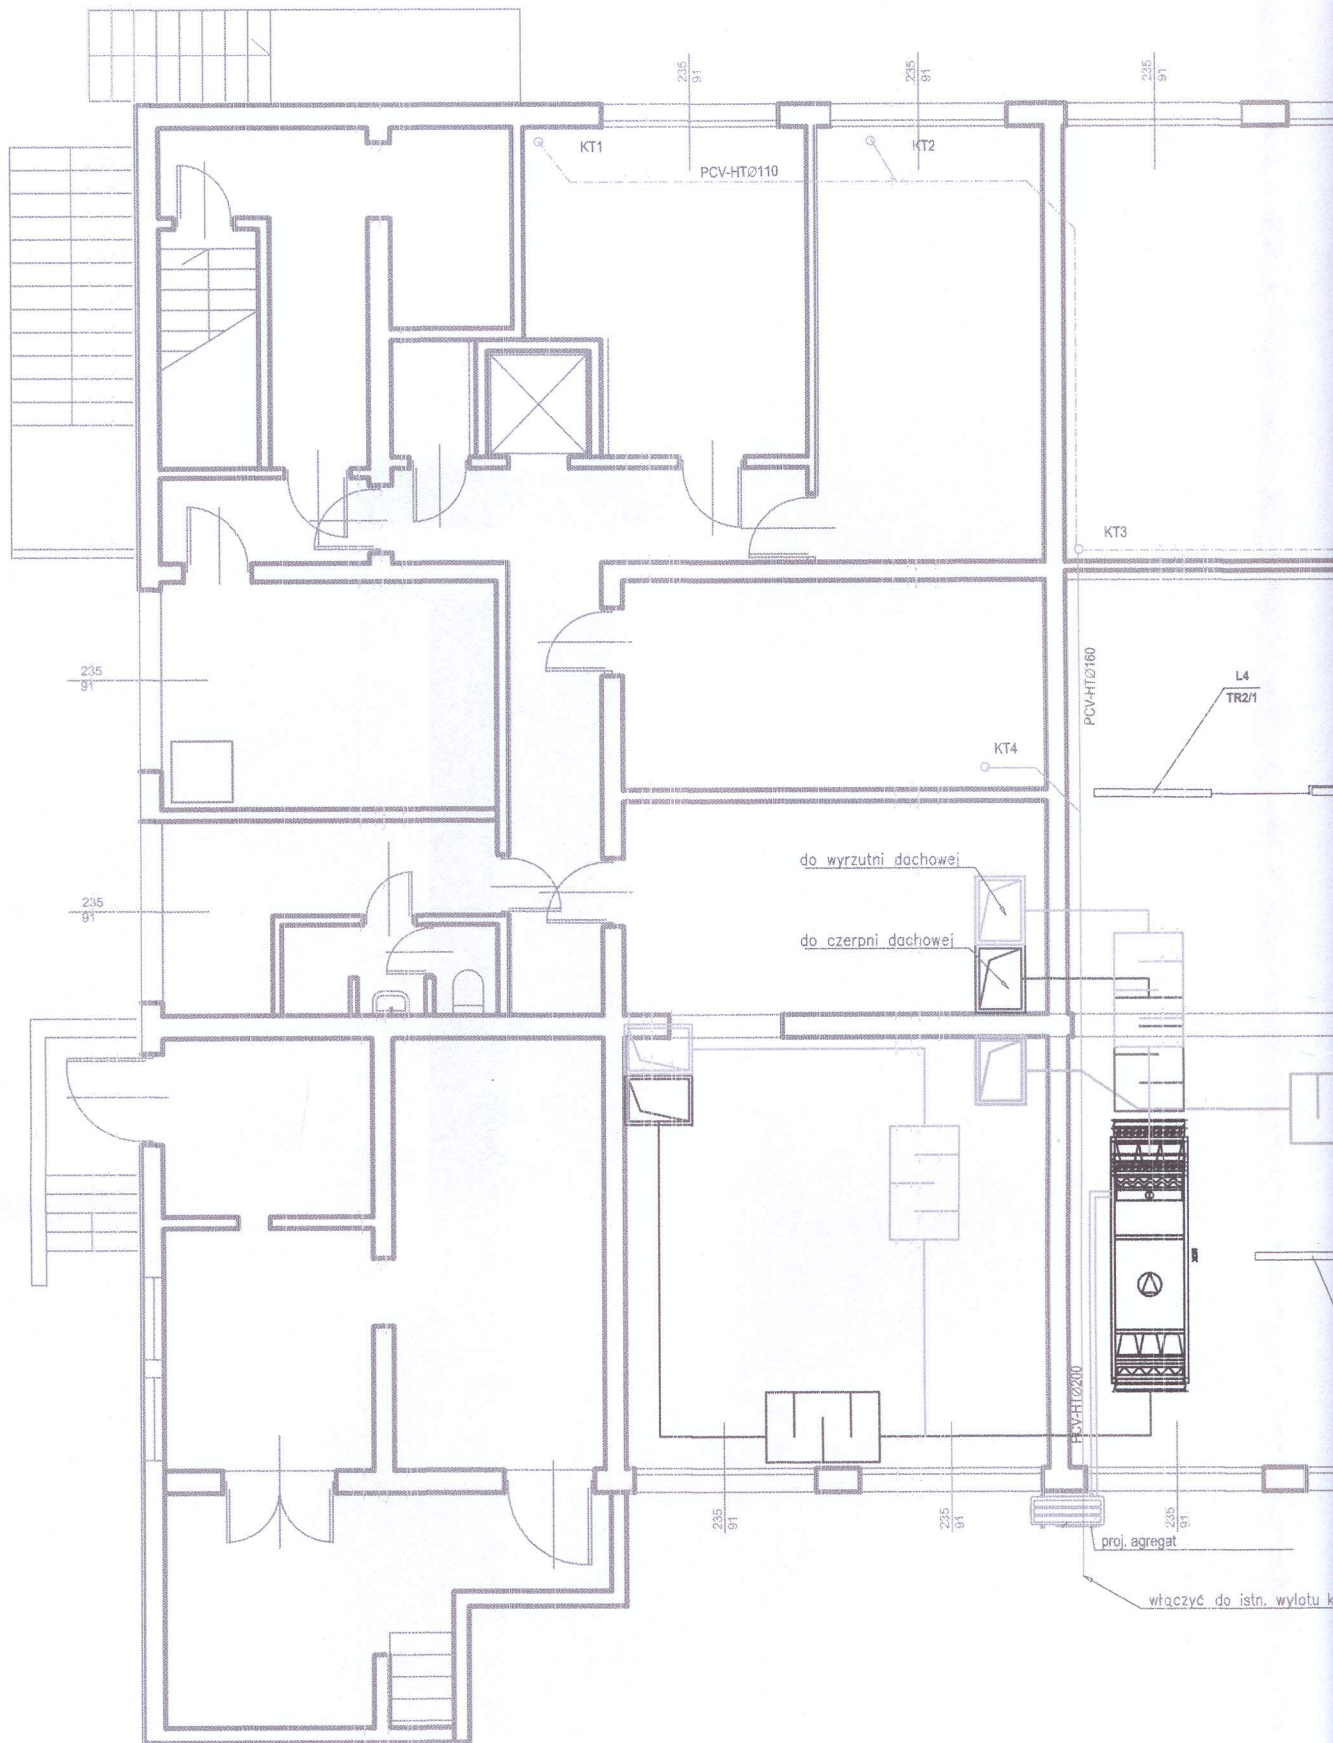 235
91
235
91
235
91
KT1
KT2
PCV-HTØ110
KT3
235
91
PCV-HTØ160
L4
TR2/1
KT4
do wyrzutni dachowej
235
91
do czerpni dachowej
PCV-HTØ200
235
91
235
91
235
91
proj. agregat
włączyć do istn. wylotu k